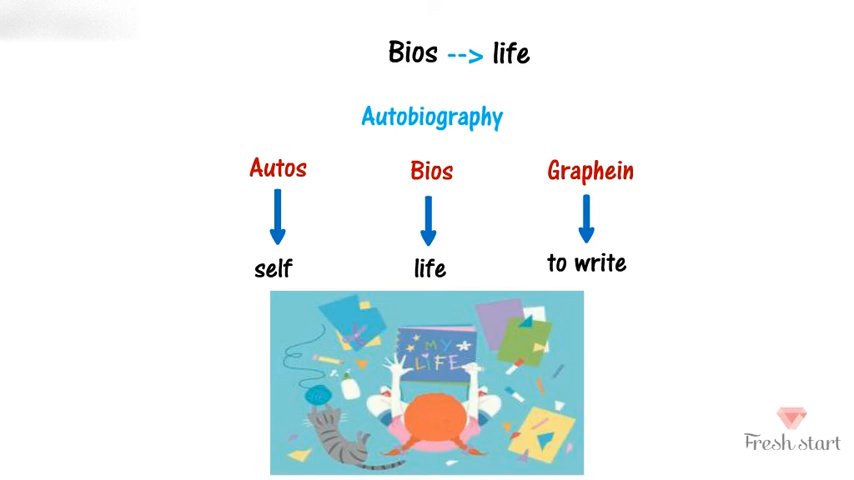 Bios --> life
Autobiography
Autos Bios Graphein
self life to write
MY
LiFE
Fresh start